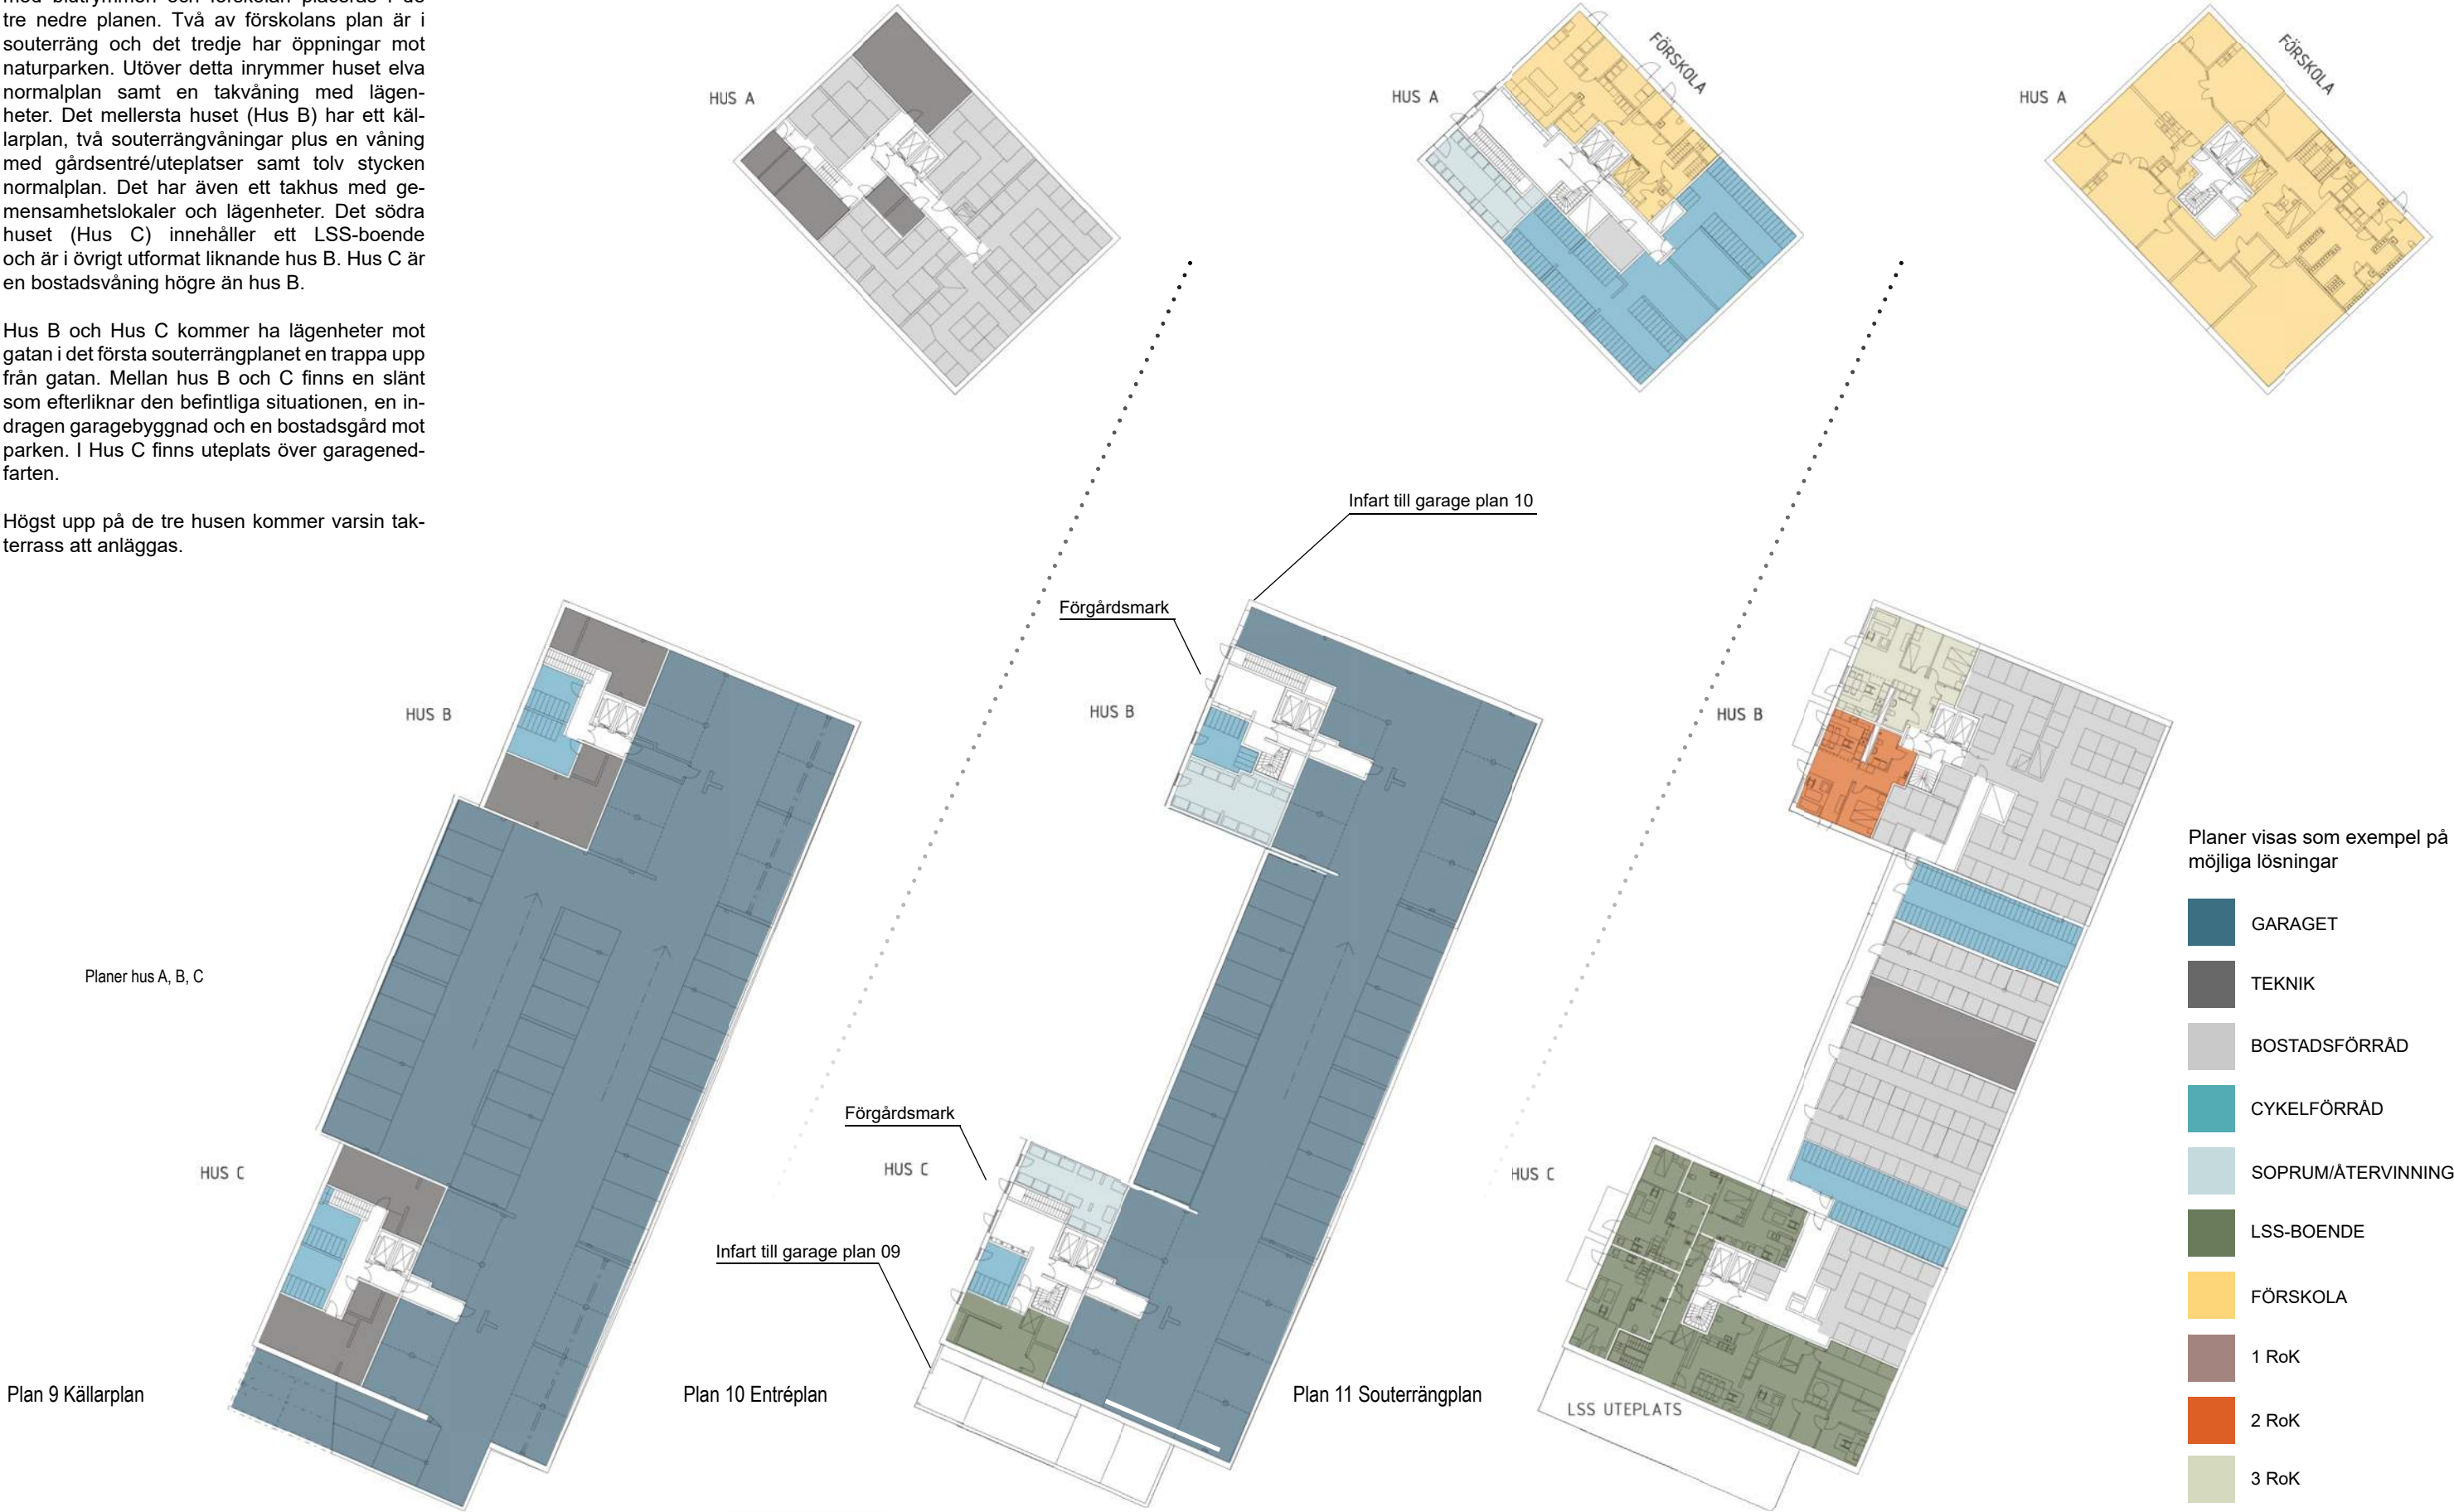 med biutrymmen och förskolan placeras i de
tre nedre planen. Två av förskolans plan är i
souterräng och det tredje har öppningar mot
naturparken. Utöver detta inrymmer huset elva
normalplan samt en takvåning med lägen-
heter. Det mellersta huset (Hus B) har ett käl-
larplan, två souterrängvåningar plus en våning
med gårdsentré/uteplatser samt tolv stycken
normalplan. Det har även ett takhus med ge-
mensamhetslokaler och lägenheter. Det södra
huset (Hus C) innehåller ett LSS-boende
och är i övrigt utformat liknande hus B. Hus C är
en bostadsvåning högre än hus B.
Hus B och Hus C kommer ha lägenheter mot
gatan i det första souterrängplanet en trappa upp
från gatan. Mellan hus B och C finns en slänt
som efterliknar den befintliga situationen, en in-
dragen garagebyggnad och en bostadsgård mot
parken. I Hus C finns uteplats över garagened-
farten.
Högst upp på de tre husen kommer varsin tak-
terrass att anläggas.
Planer hus A, B, C
HUS A
HUS B
HUS C
Plan 9 Källarplan
HUS A
FÖRSKOLA
Infart till garage plan 10
Förgårdsmark
HUS B
Förgårdsmark
HUS C
Infart till garage plan 09
Plan 10 Entréplan
HUS A
FÖRSKOLA
HUS B
HUS C
LSS UTEPLATS
Plan 11 Souterrängplan
Planer visas som exempel på
möjliga lösningar
GARAGET
TEKNIK
BOSTADSFÖRRÅD
CYKELFÖRRÅD
SOPRUM/ÅTERVINNING
LSS-BOENDE
FÖRSKOLA
1 RoK
2 RoK
3 RoK